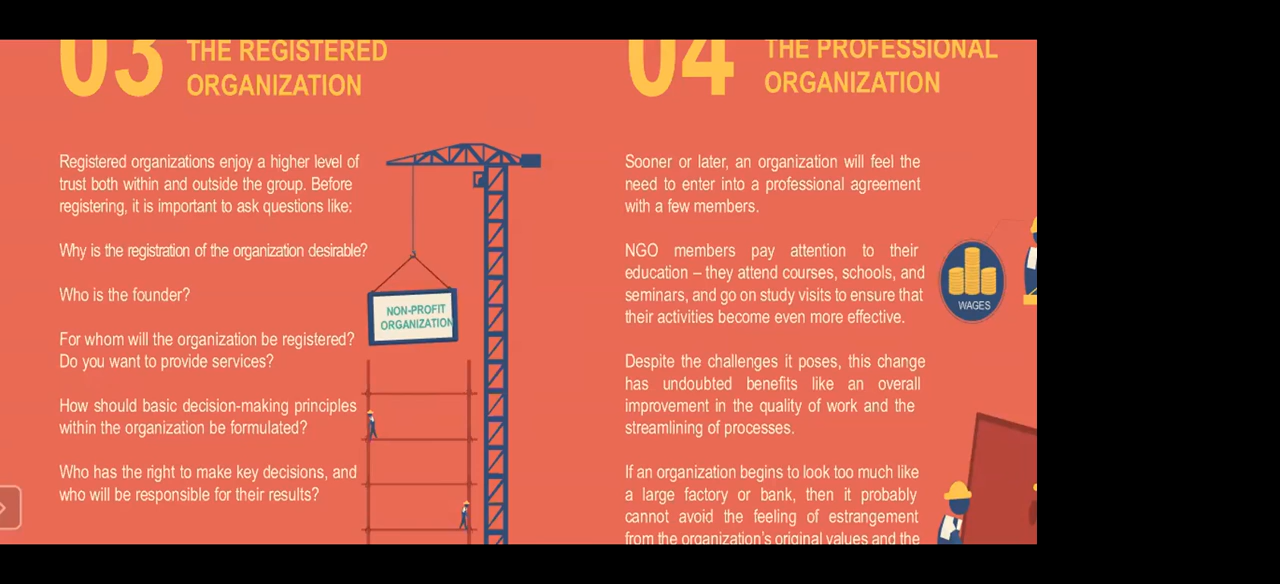 03
THE REGISTERED
ORGANIZATION
Registered organizations enjoy a higher level of
trust both within and outside the group. Before
registering, it is important to ask questions like:
Why is the registration of the organization desirable?
Who is the founder?
For whom will the organization be registered?
Do you want to provide services?
How should basic decision-making principles
within the organization be formulated?
Who has the right to make key decisions, and
who will be responsible for their results?
NON-PROFIT
ORGANIZATION
04
THE PROFESSIONAL
ORGANIZATION
Sooner or later, an organization will feel the
need to enter into a professional agreement
with a few members.
NGO members pay attention to their
education – they attend courses, schools, and
seminars, and go on study visits to ensure that
their activities become even more effective.
Despite the challenges it poses, this change
has undoubted benefits like an overall
improvement in the quality of work and the
streamlining of processes.
If an organization begins to look too much like
a large factory or bank, then it probably
cannot avoid the feeling of estrangement
from the organization's original values and the
WAGES